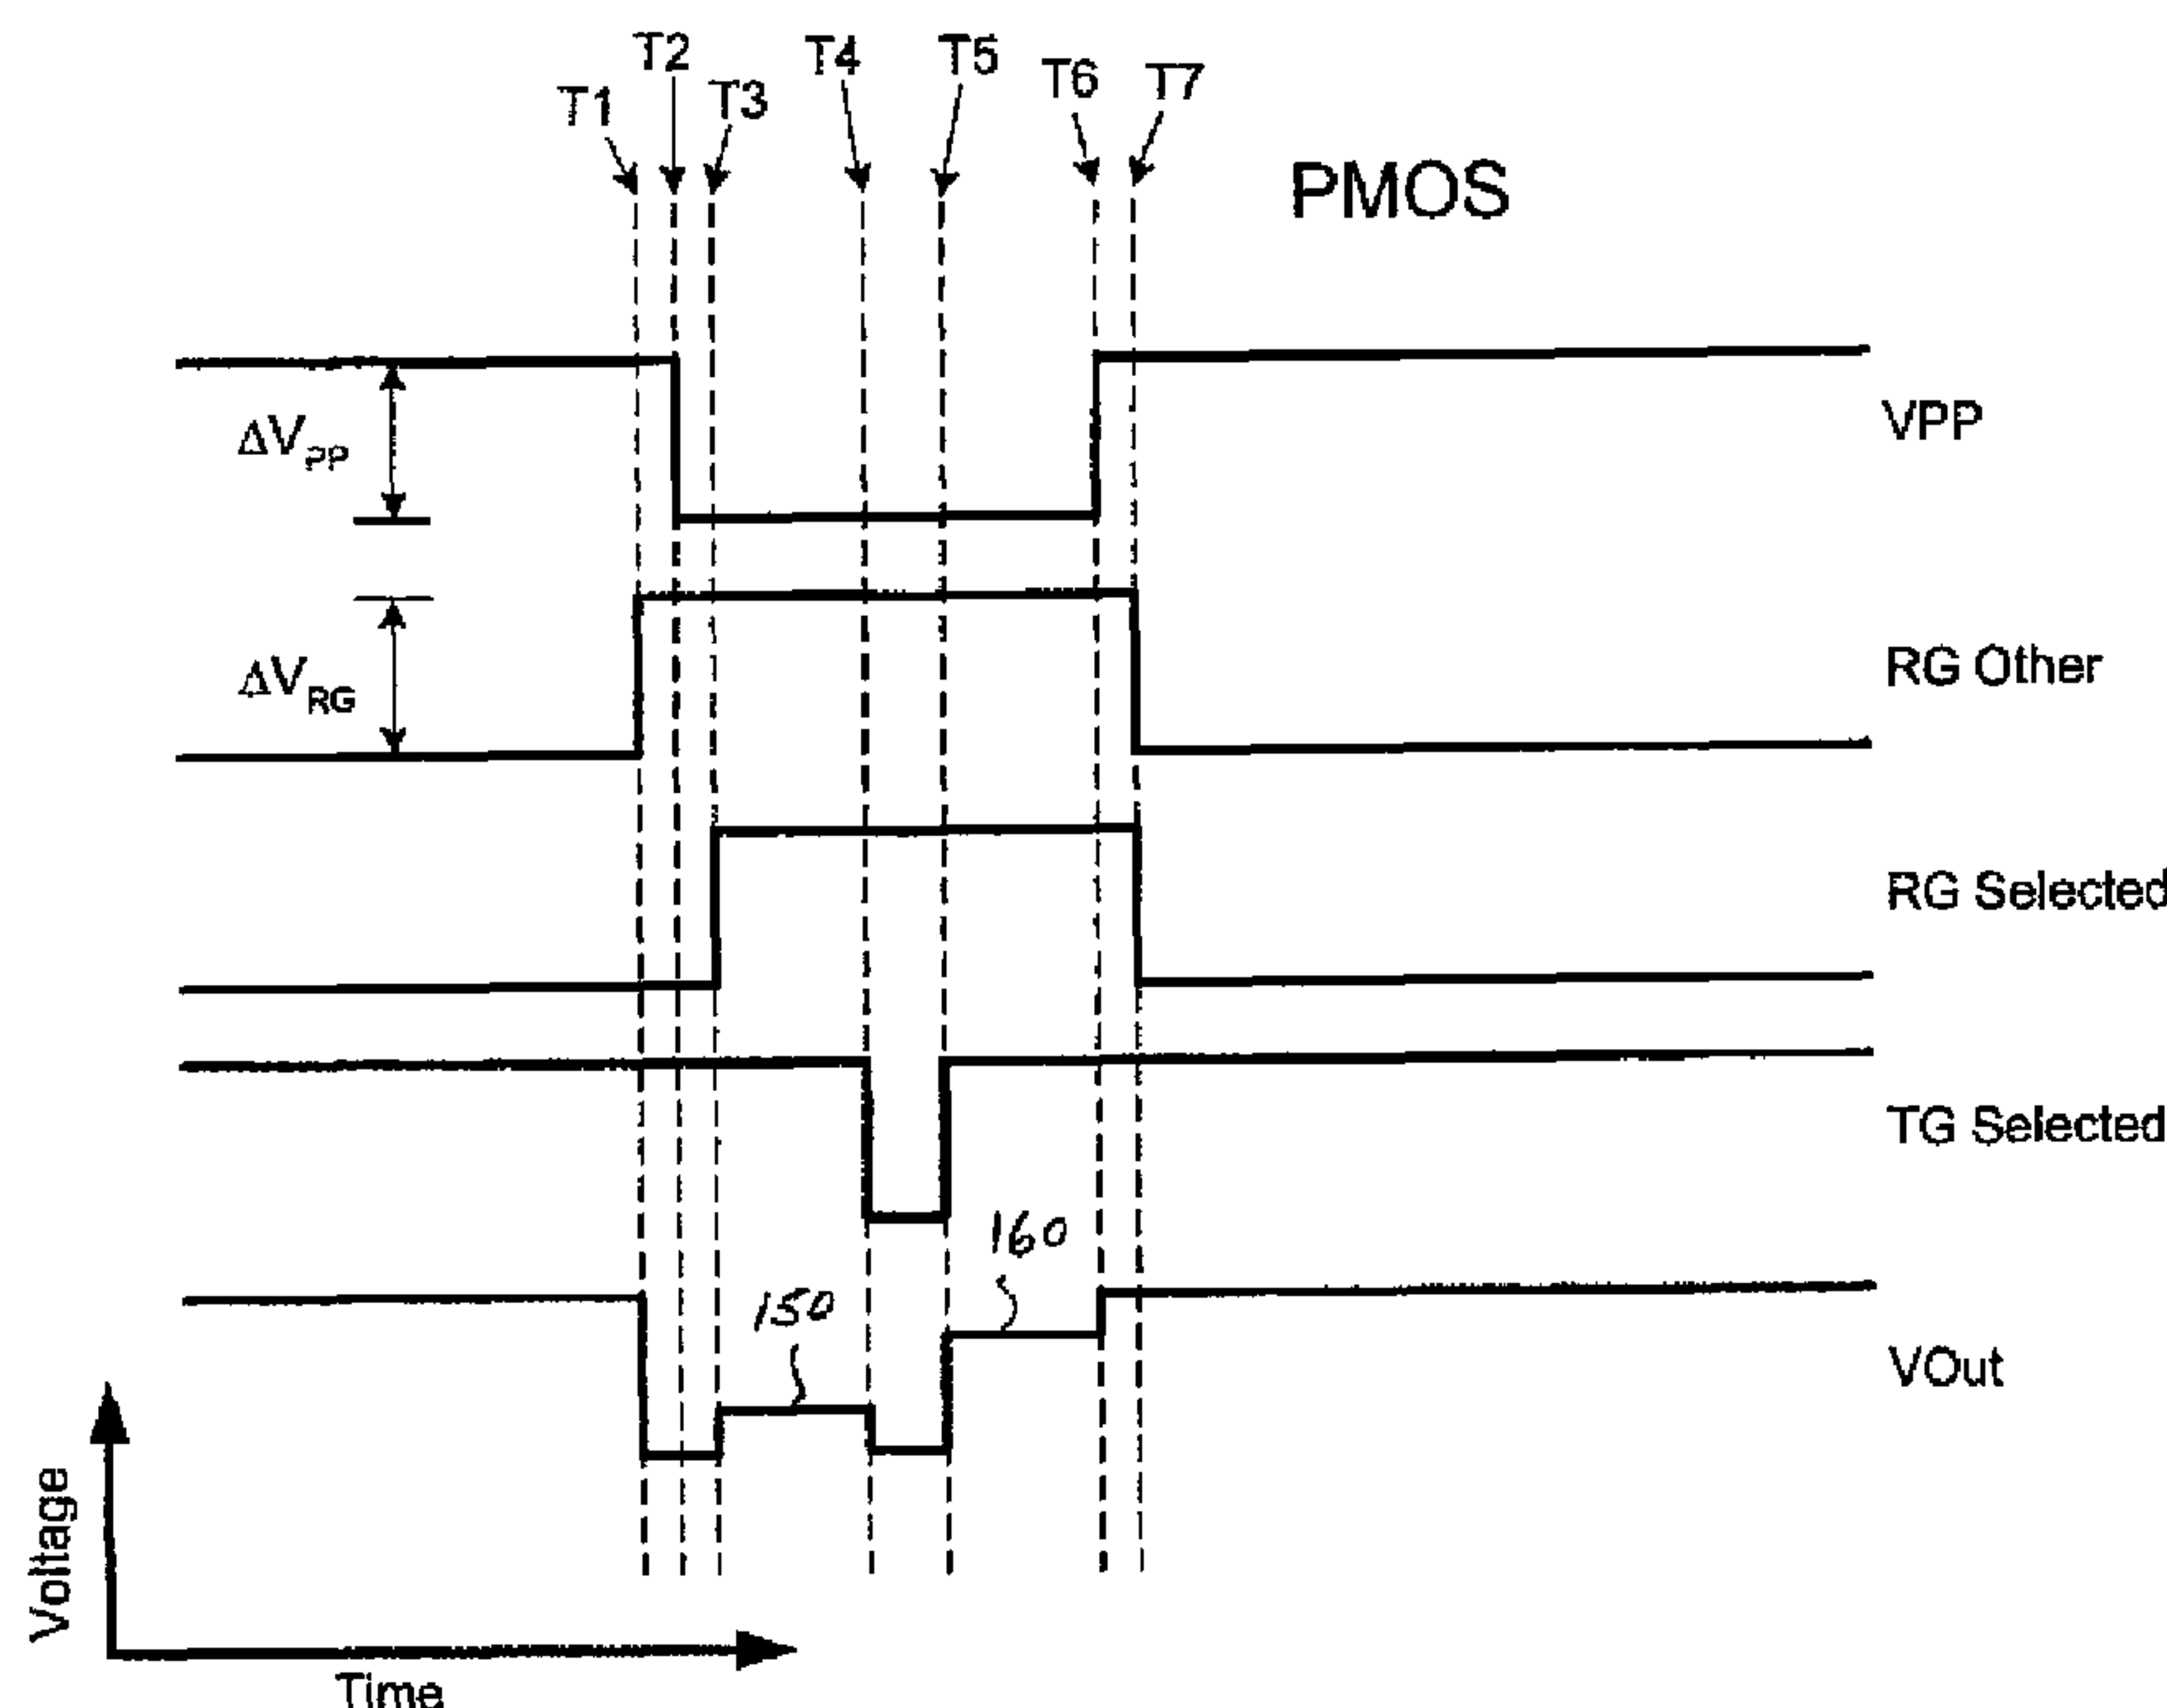 T2
T4
T5
T1
T3
T6
T7
PMOS
ΔVPP
VPP
ΔVRG
RG Other
RG Selected
TG Selected
160
150
VOut
Voltage
Time